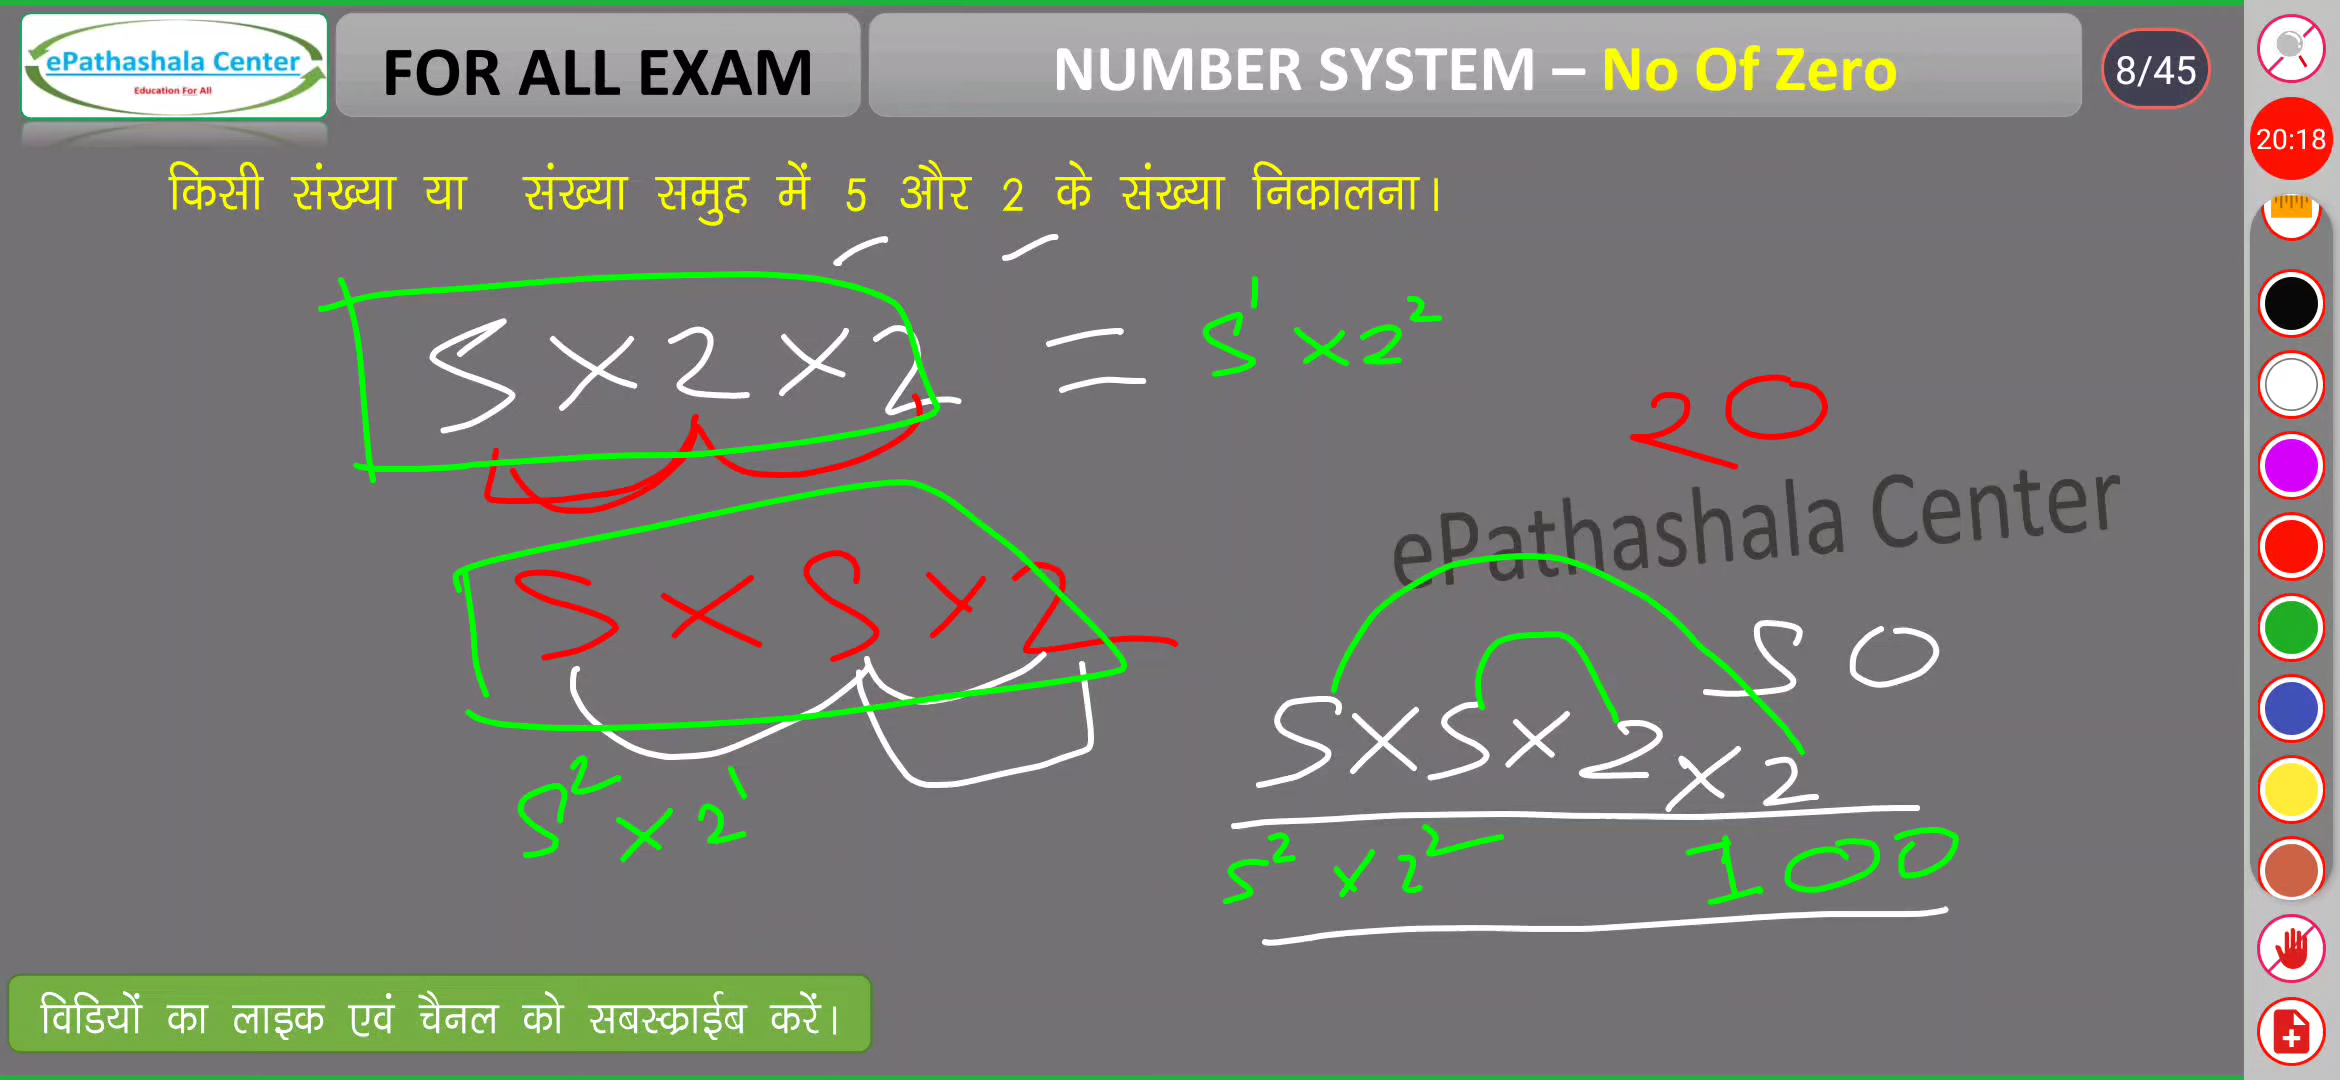 ePathashala Center
Education For All
FOR ALL EXAM
NUMBER SYSTEM – No Of Zero
8/45
20:18
किसी संख्या या संख्या समुह में 5 और 2 के संख्या निकालना।
5 × 2 × 2 = 5¹ × 2²
20
ePathashala Center
5 × 5 × 2
50
5 × 5 × 2 × 2
5² × 2¹
5² × 2² 100
विडियों का लाइक एवं चैनल को सबस्क्राईब करें।